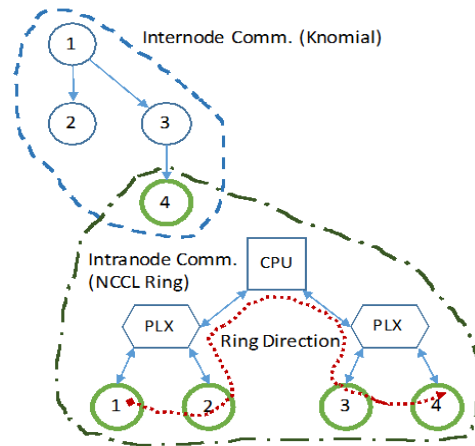 Internode Comm. (Knomial)
1
2
3
4
Intranode Comm.
(NCCL Ring)
CPU
PLX
PLX
Ring Direction
1
2
3
4